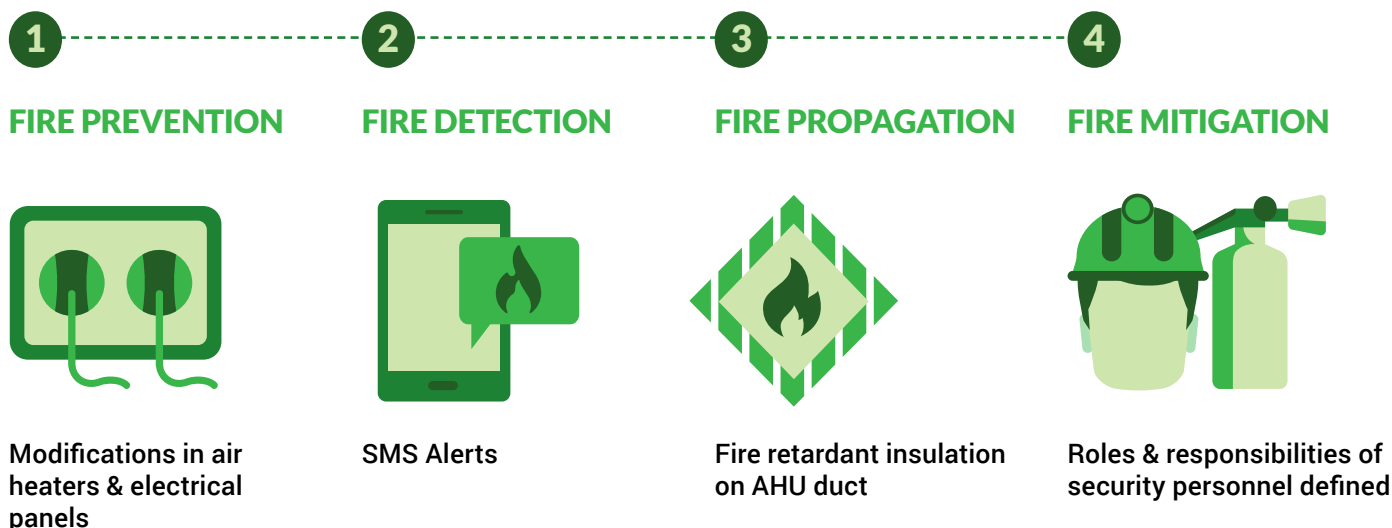 1
2
3
4
FIRE PREVENTION
FIRE DETECTION
FIRE PROPAGATION
FIRE MITIGATION
Modifications in air
heaters & electrical
panels
SMS Alerts
Fire retardant insulation
on AHU duct
Roles & responsibilities of
security personnel defined